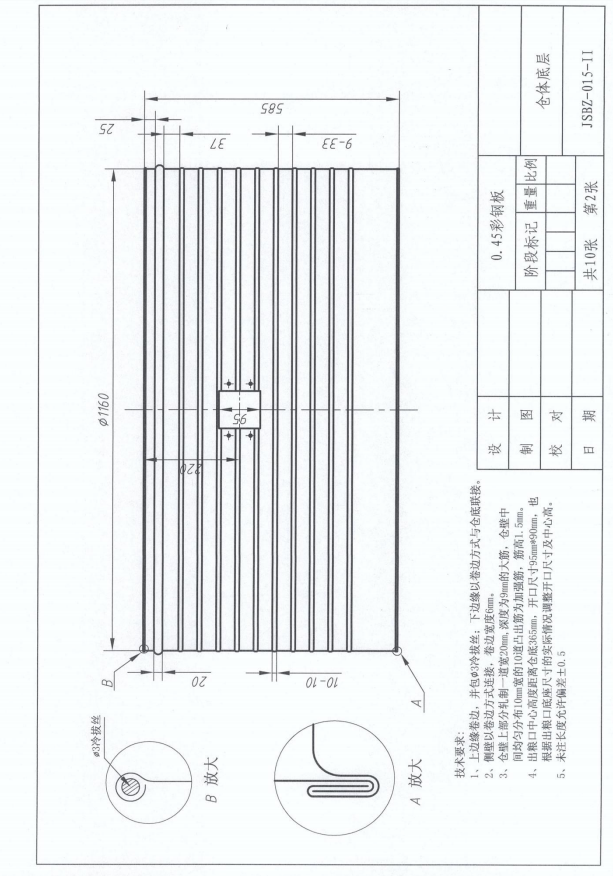 25
37
585
9-33
Ø1160
95
220
20
10-10
B
A
ø3冷拔丝
B 放大
A 放大
技术要求:
1、上边缘卷边, 并包φ3冷拔丝; 下边缘以卷边方式与仓底联接。
2、侧壁以卷边方式连接, 卷边宽度6mm。
3、仓壁上部分轧制一道宽20mm,深度为9mm的大筋, 仓壁中
间均匀分布10mm宽的10道凸出筋为加强筋, 筋高1.5mm。
4、出粮口中心高度距离仓底365mm, 开口尺寸95mm*90mm, 也
根据出粮口底座尺寸的实际情况调整开口尺寸及中心高。
5、未注长度允许偏差±0.5
设 计
制 图
校 对
日 期
0.45彩钢板
阶段标记 重量 比例
共10张 第2张
仓体底层
JSBZ-015-II